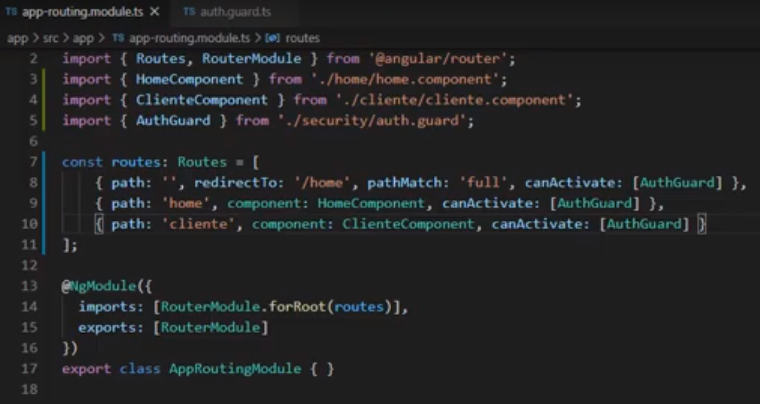 TS app-routing.module.ts × TS auth.guard.ts
app > src > app > TS app-routing.module.ts > routes
2 import { Routes, RouterModule } from '@angular/router';
3 import { HomeComponent } from './home/home.component';
4 import { ClienteComponent } from './cliente/cliente.component';
5 import { AuthGuard } from './security/auth.guard';
6
7 const routes: Routes = [
8 { path: '', redirectTo: '/home', pathMatch: 'full', canActivate: [AuthGuard] },
9 { path: 'home', component: HomeComponent, canActivate: [AuthGuard] },
10 { path: 'cliente', component: ClienteComponent, canActivate: [AuthGuard] }
11 ];
12
13 @NgModule({
14 imports: [RouterModule.forRoot(routes)],
15 exports: [RouterModule]
16 })
17 export class AppRoutingModule { }
18